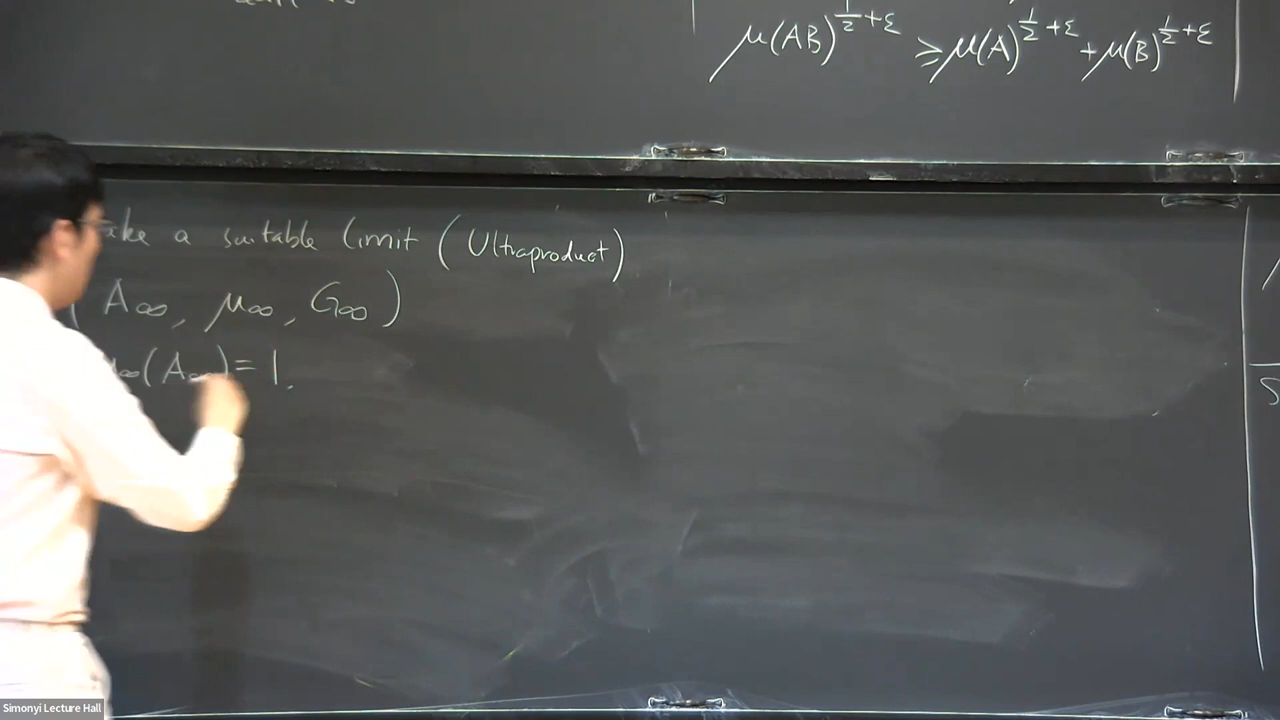 μ(AB)^{1/2+ε} ⩾ μ(A)^{1/2+ε} + μ(B)^{1/2+ε}
a suitable limit (Ultraproduct)
A∞, μ∞, G∞)
(A∞) = 1.
Simonyi Lecture Hall